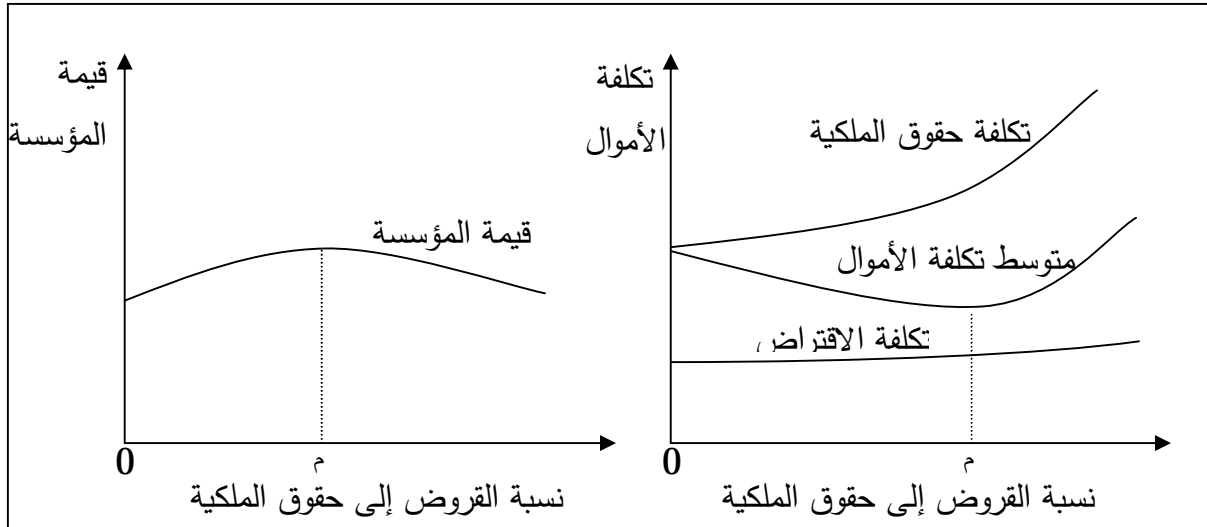 تكلفة
الأموال
تكلفة حقوق الملكية
متوسط تكلفة الأموال
تكلفة الاقتراض
0
م
نسبة القروض إلى حقوق الملكية
قيمة
المؤسسة
قيمة المؤسسة
0
م
نسبة القروض إلى حقوق الملكية